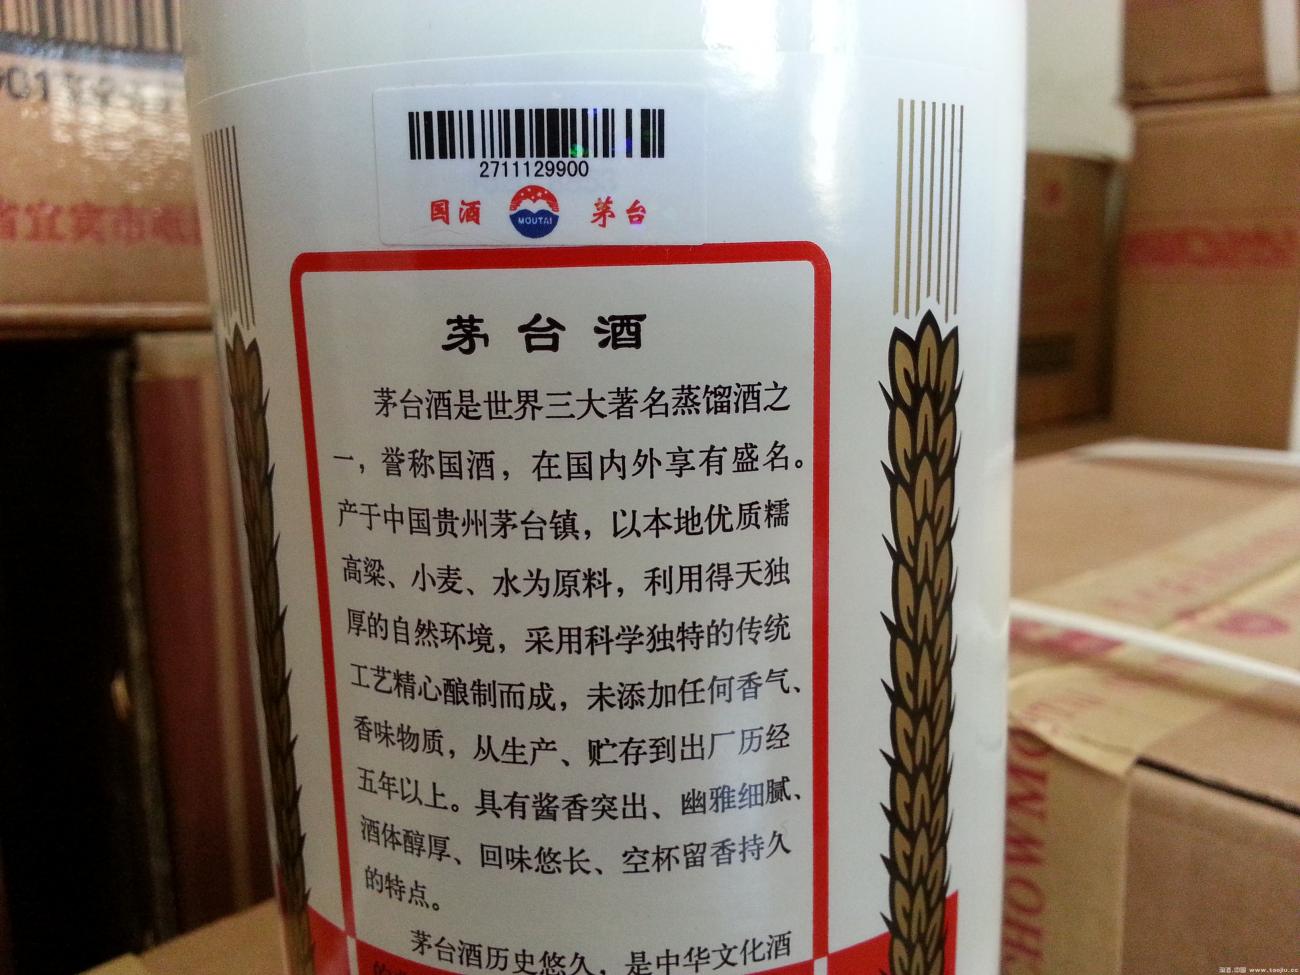 2711129900
国酒 MOUTAI 茅台
茅台酒
茅台酒是世界三大著名蒸馏酒之
一，誉称国酒，在国内外享有盛名。
产于中国贵州茅台镇，以本地优质糯
高粱、小麦、水为原料，利用得天独
厚的自然环境，采用科学独特的传统
工艺精心酿制而成，未添加任何香气、
香味物质，从生产、贮存到出厂历经
五年以上。具有酱香突出、幽雅细腻、
酒体醇厚、回味悠长、空杯留香持久
的特点。
茅台酒历史悠久，是中华文化酒
省宜宾市
www.taojiu.cc